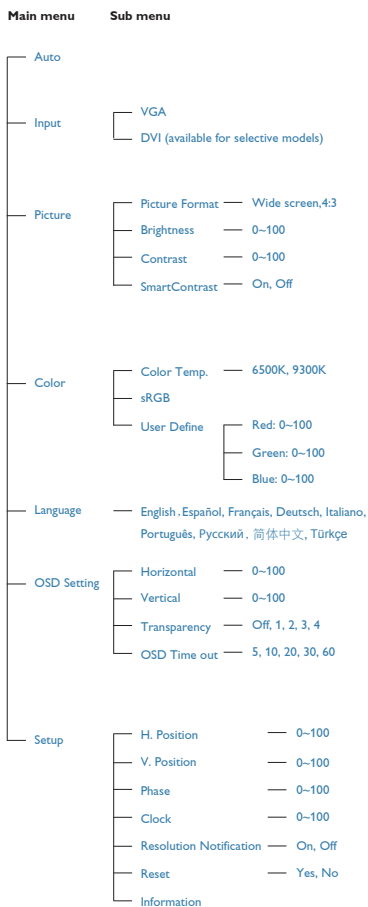 Main menu Sub menu
Auto
Input
VGA
DVI (available for selective models)
Picture
Picture Format Wide screen,4:3
Brightness 0~100
Contrast 0~100
SmartContrast On, Off
Color
Color Temp. 6500K, 9300K
sRGB
User Define Red: 0~100
Green: 0~100
Blue: 0~100
Language English , Español, Français, Deutsch, Italiano,
Português, Русский, 简体中文, Türkçe
OSD Setting
Horizontal 0~100
Vertical 0~100
Transparency Off, 1, 2, 3, 4
OSD Time out 5, 10, 20, 30, 60
Setup
H. Position 0~100
V. Position 0~100
Phase 0~100
Clock 0~100
Resolution Notification On, Off
Reset Yes, No
Information